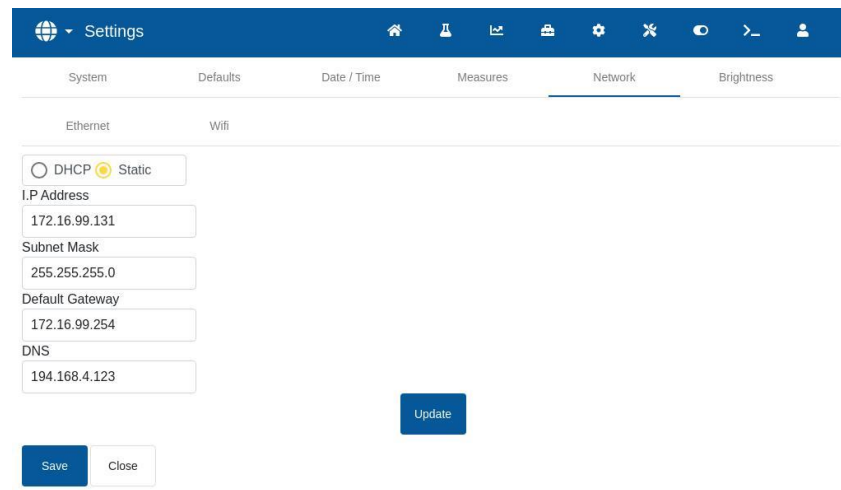 Settings
System Defaults Date / Time Measures Network Brightness
Ethernet Wifi
DHCP Static
I.P Address
172.16.99.131
Subnet Mask
255.255.255.0
Default Gateway
172.16.99.254
DNS
194.168.4.123
Update
Save Close